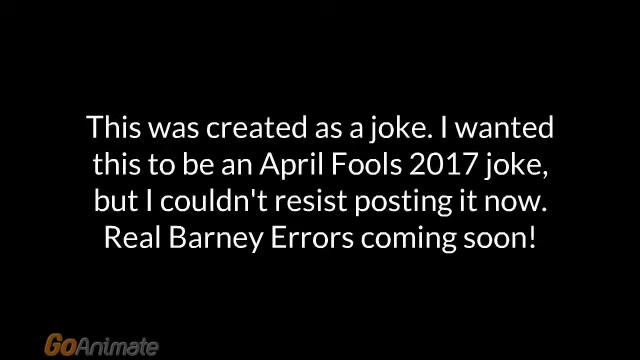 This was created as a joke. I wanted
this to be an April Fools 2017 joke,
but I couldn't resist posting it now.
Real Barney Errors coming soon!
GoAnimate